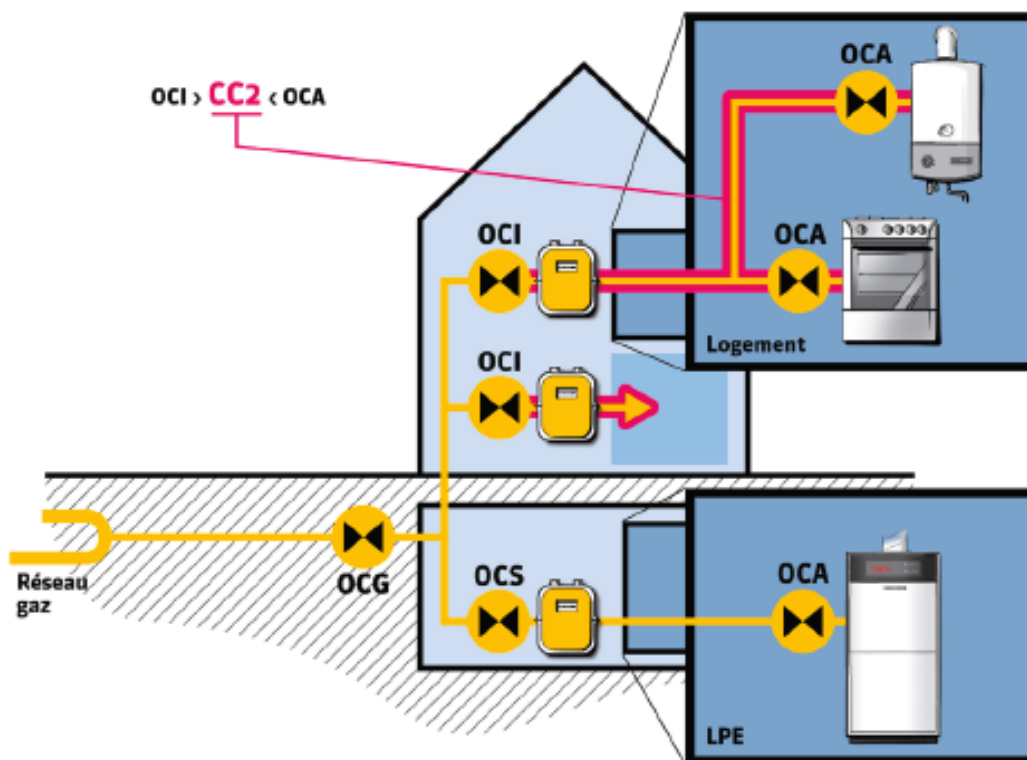 OCA
OCI › CC2 ‹ OCA
OCI
OCA
Logement
OCI
Réseau
gaz
OCG
OCS
OCA
LPE